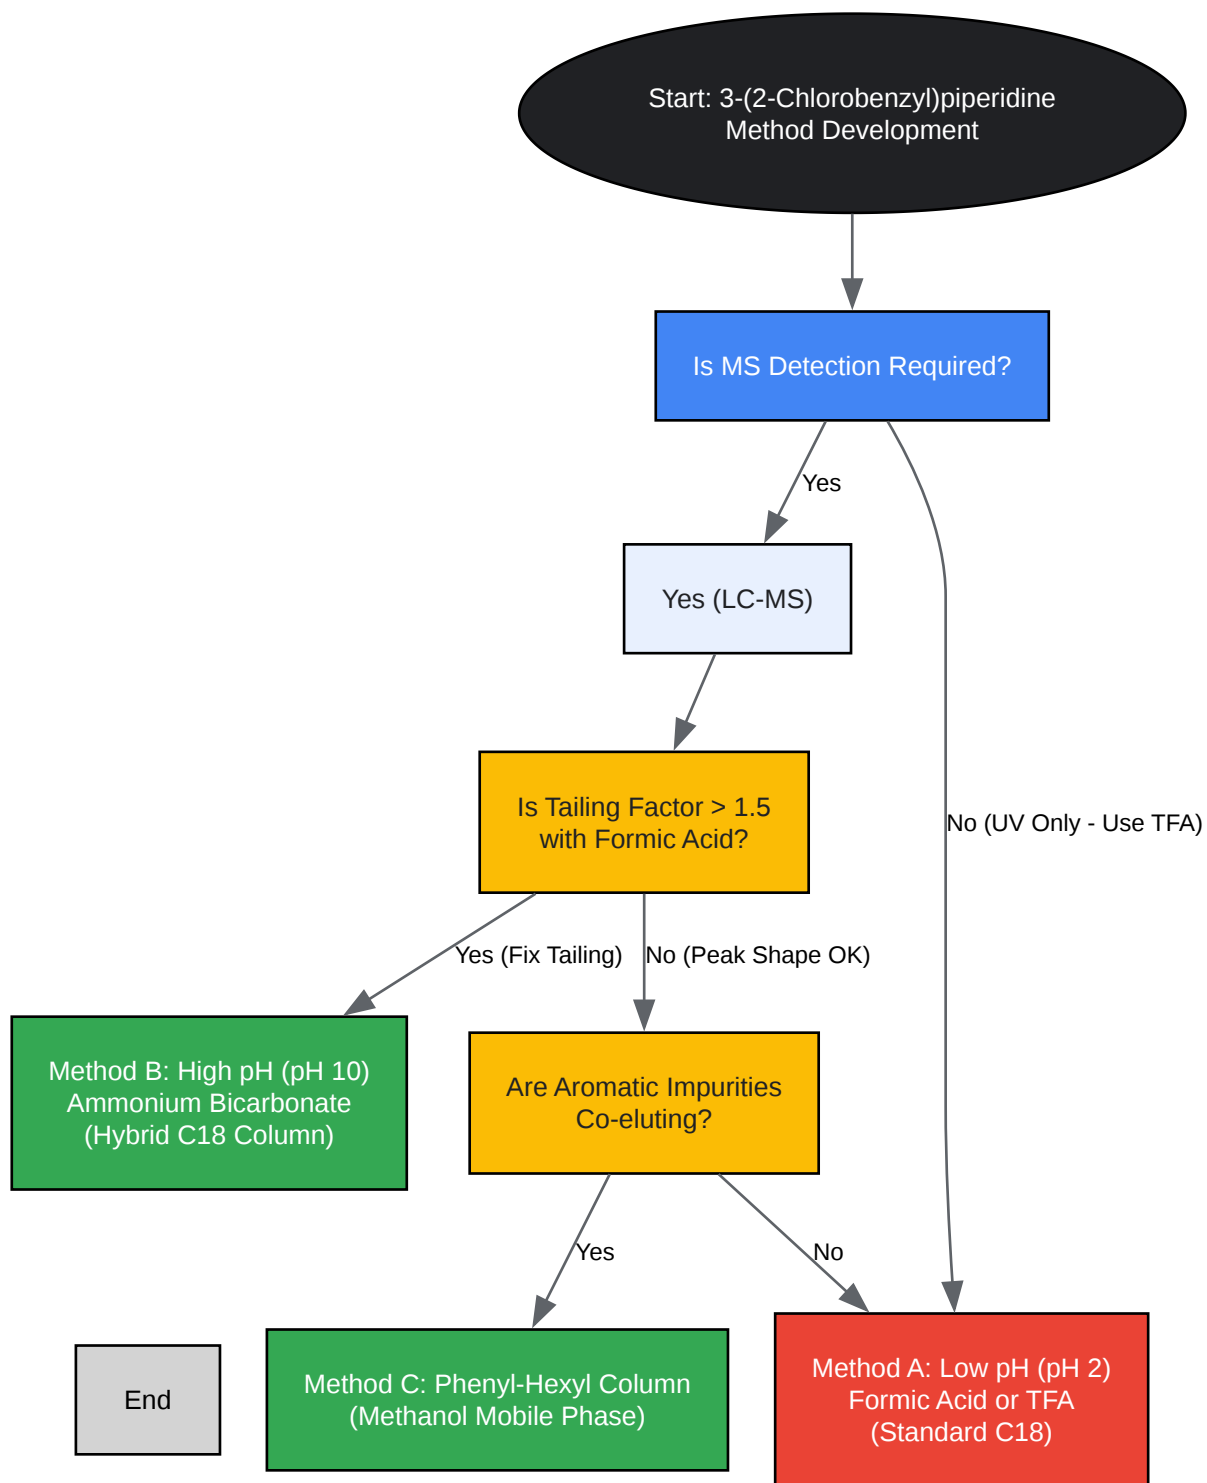 Start: 3-(2-Chlorobenzyl)piperidine
Method Development
Is MS Detection Required?
Yes
Yes (LC-MS)
Is Tailing Factor > 1.5
with Formic Acid?
No (UV Only - Use TFA)
Yes (Fix Tailing)
No (Peak Shape OK)
Method B: High pH (pH 10)
Ammonium Bicarbonate
(Hybrid C18 Column)
Are Aromatic Impurities
Co-eluting?
Yes
No
End
Method C: Phenyl-Hexyl Column
(Methanol Mobile Phase)
Method A: Low pH (pH 2)
Formic Acid or TFA
(Standard C18)